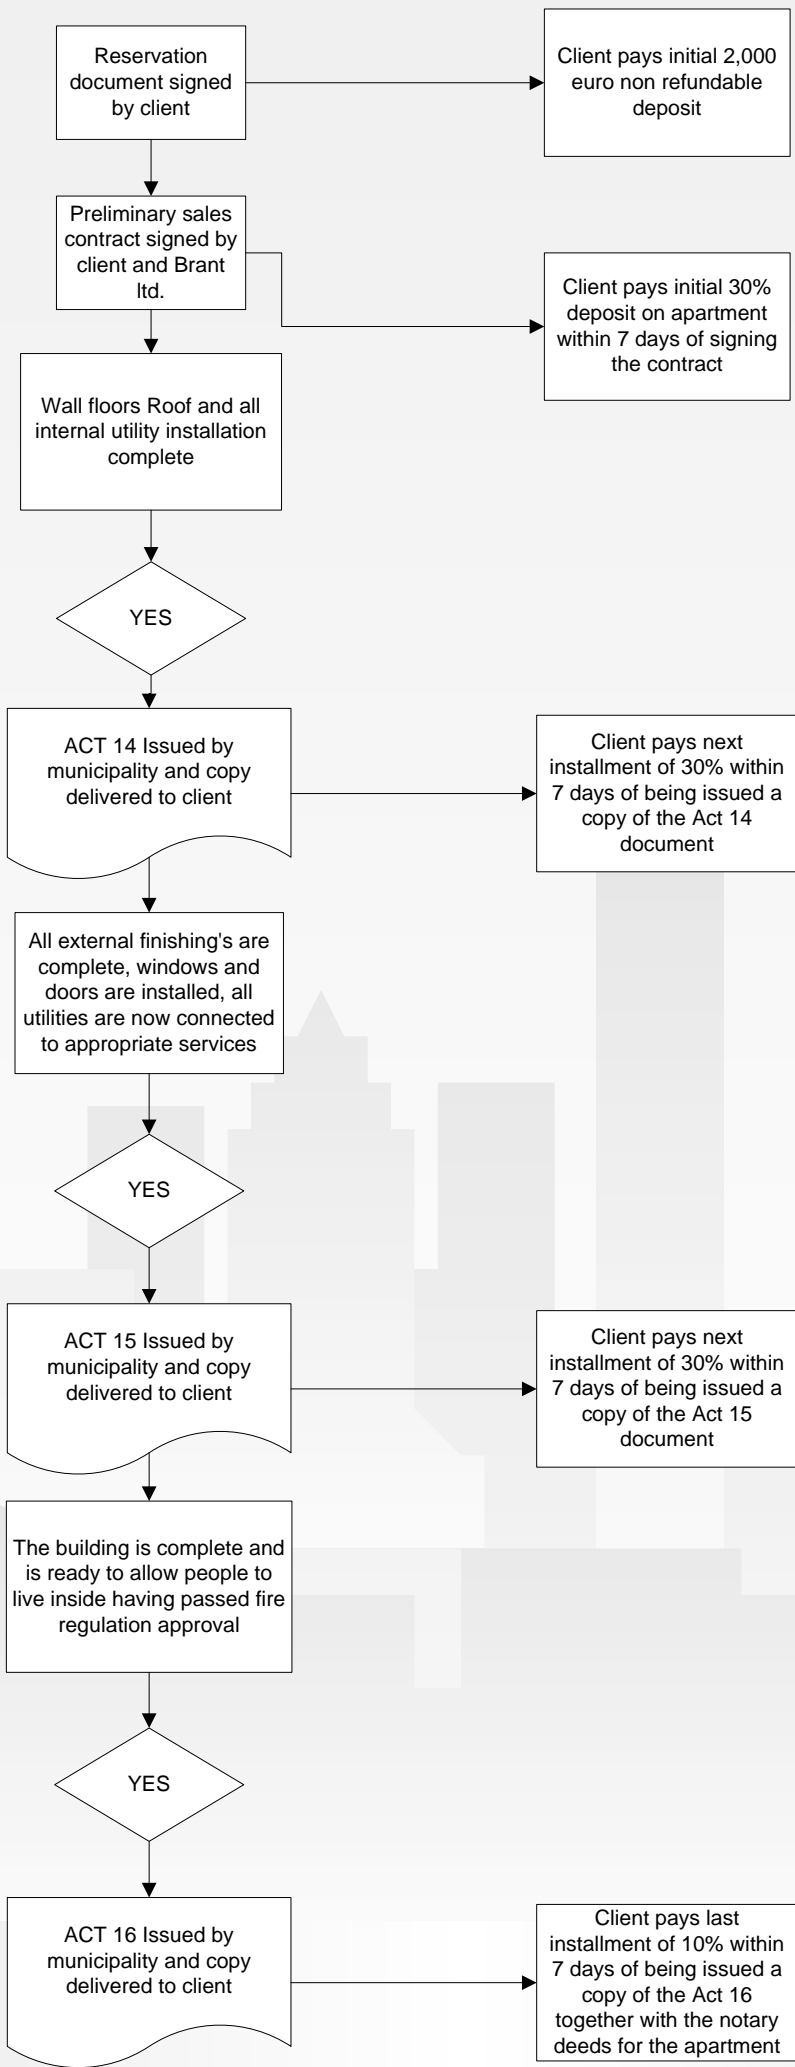 Reservation
document signed
by client
Client pays initial 2,000
euro non refundable
deposit
Preliminary sales
contract signed by
client and Brant
ltd.
Client pays initial 30%
deposit on apartment
within 7 days of signing
the contract
Wall floors Roof and all
internal utility installation
complete
YES
ACT 14 Issued by
municipality and copy
delivered to client
Client pays next
installment of 30% within
7 days of being issued a
copy of the Act 14
document
All external finishing's are
complete, windows and
doors are installed, all
utilities are now connected
to appropriate services
YES
ACT 15 Issued by
municipality and copy
delivered to client
Client pays next
installment of 30% within
7 days of being issued a
copy of the Act 15
document
The building is complete and
is ready to allow people to
live inside having passed fire
regulation approval
YES
ACT 16 Issued by
municipality and copy
delivered to client
Client pays last
installment of 10% within
7 days of being issued a
copy of the Act 16
together with the notary
deeds for the apartment